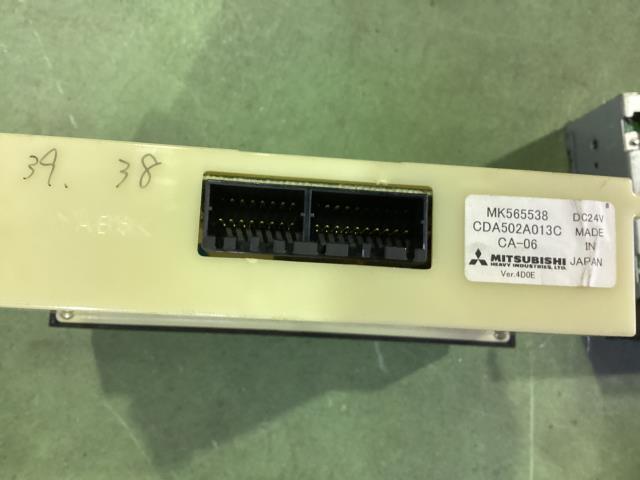 39. 38
MK565538 DC24V
CDA502A013C MADE
CA-06 IN
MITSUBISHI JAPAN
HEAVY INDUSTRIES, LTD.
Ver.4D0E